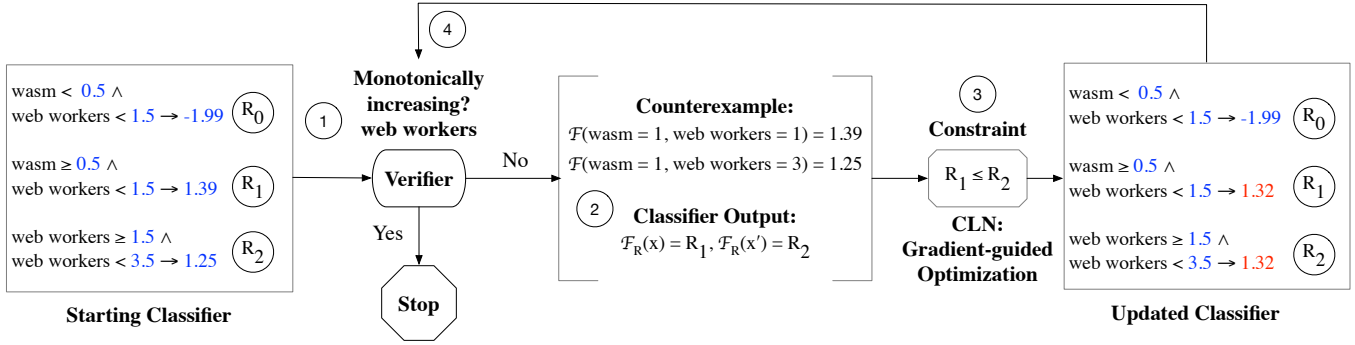 wasm < 0.5 ∧
web workers < 1.5 → -1.99
R0
wasm ≥ 0.5 ∧
web workers < 1.5 → 1.39
R1
web workers ≥ 1.5 ∧
web workers < 3.5 → 1.25
R2
Starting Classifier
1
4
Monotonically
increasing?
web workers
Verifier
No
Yes
Stop
Counterexample:
ℱ(wasm = 1, web workers = 1) = 1.39
ℱ(wasm = 1, web workers = 3) = 1.25
2
Classifier Output:
ℱR(x) = R1, ℱR(x′) = R2
3
Constraint
R1 ≤ R2
CLN:
Gradient-guided
Optimization
wasm < 0.5 ∧
web workers < 1.5 → -1.99
R0
wasm ≥ 0.5 ∧
web workers < 1.5 → 1.32
R1
web workers ≥ 1.5 ∧
web workers < 3.5 → 1.32
R2
Updated Classifier